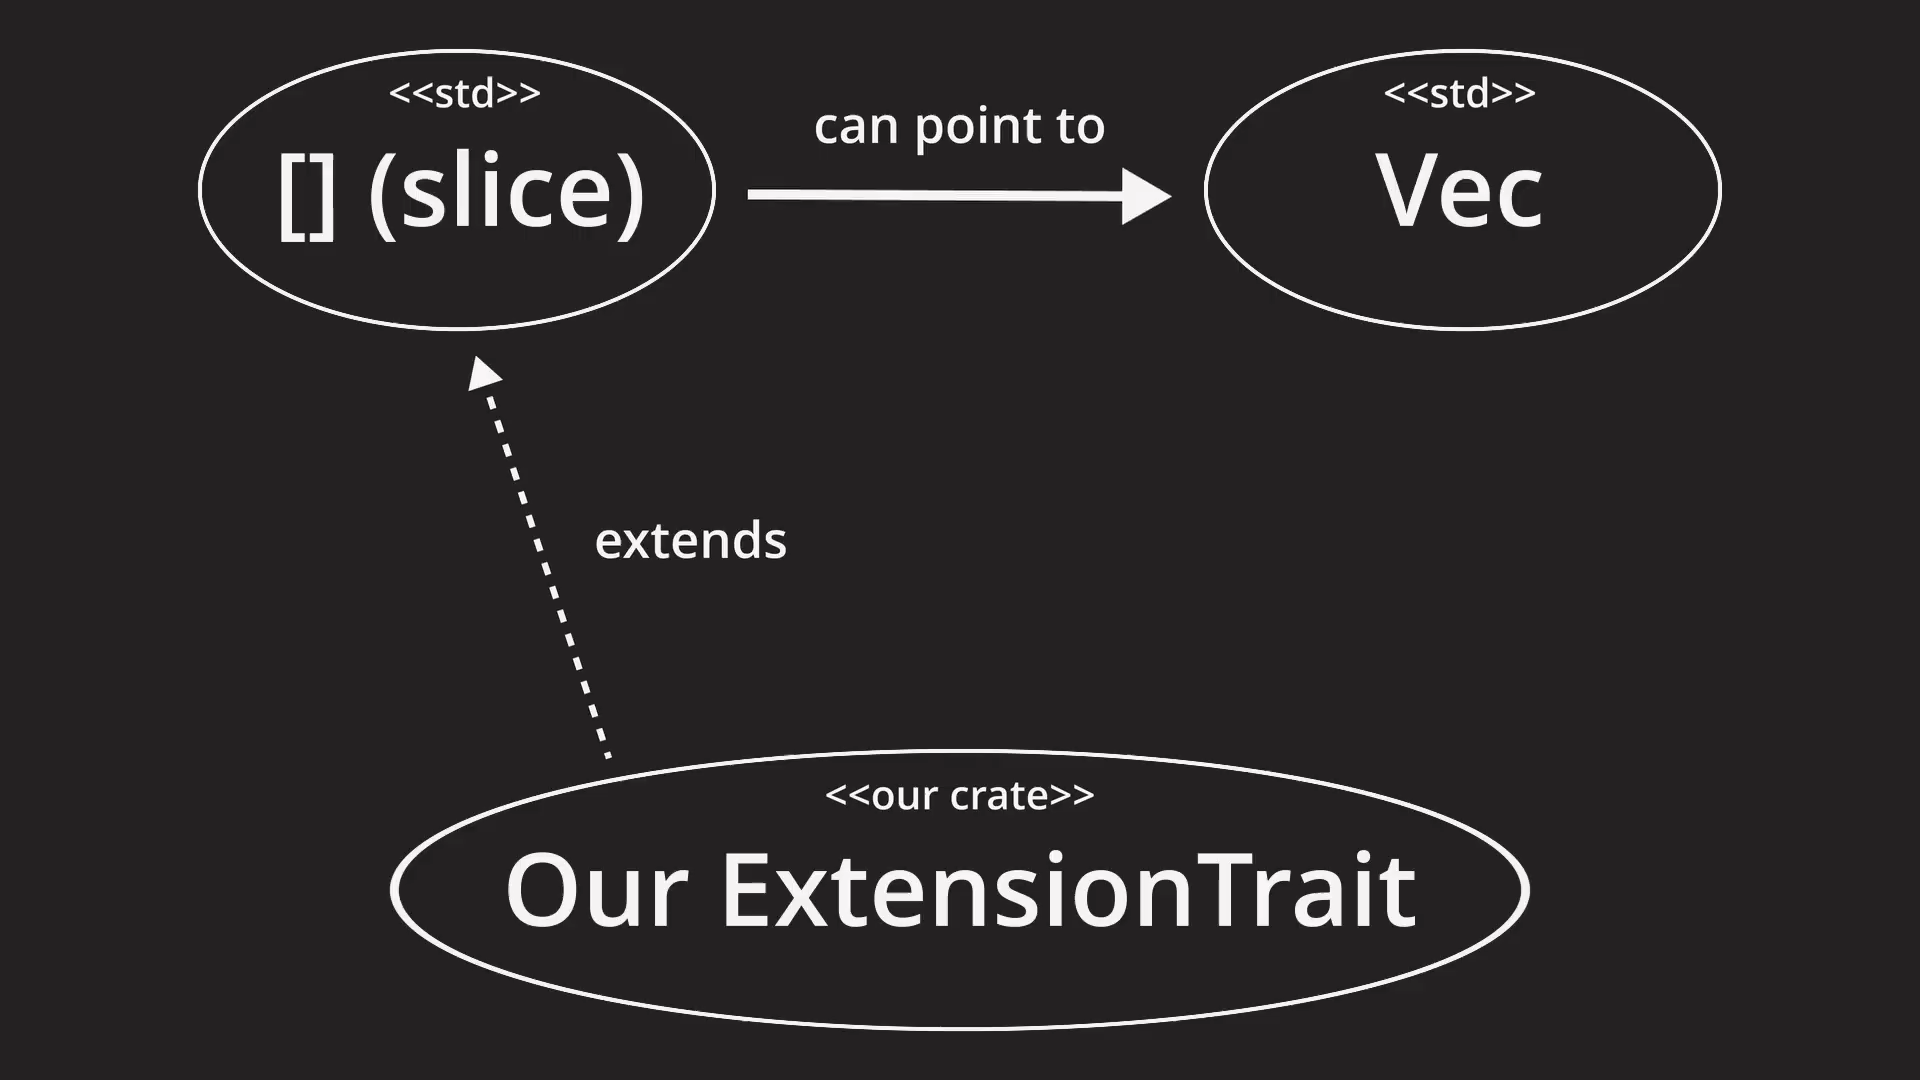 <<std>>
[] (slice)
can point to
<<std>>
Vec
extends
<<our crate>>
Our ExtensionTrait